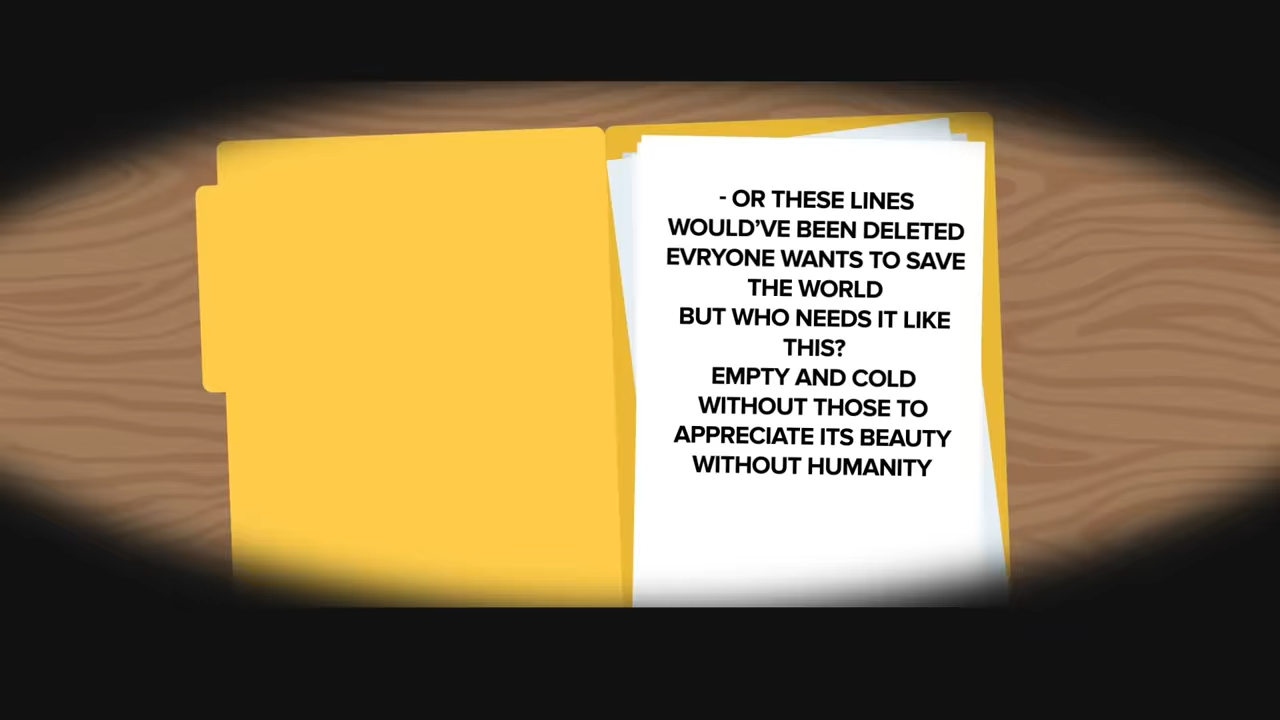 - OR THESE LINES
WOULD'VE BEEN DELETED
EVRYONE WANTS TO SAVE
THE WORLD
BUT WHO NEEDS IT LIKE
THIS?
EMPTY AND COLD
WITHOUT THOSE TO
APPRECIATE ITS BEAUTY
WITHOUT HUMANITY